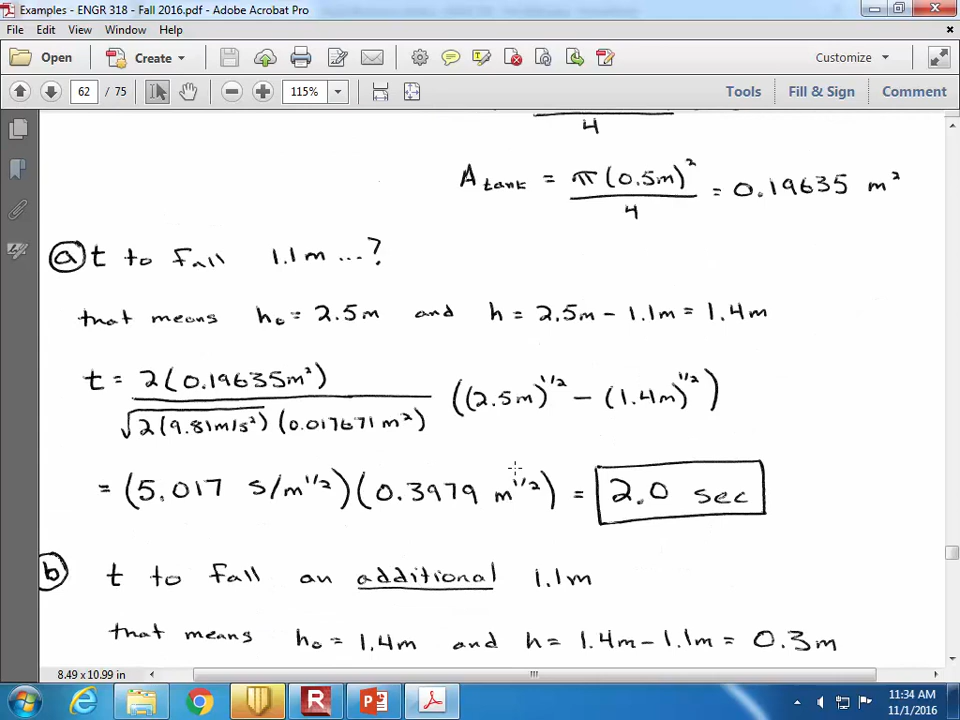 Examples - ENGR 318 - Fall 2016.pdf - Adobe Acrobat Pro
File Edit View Window Help
Open Create Customize
62 / 75 115% Tools Fill & Sign Comment
4
A tank = π(0.5m)² / 4 = 0.19635 m²
ⓐ t to fall 1.1m ...?
that means h₀ = 2.5m and h = 2.5m - 1.1m = 1.4m
t = 2(0.19635m²) / √2(9.81m/s²) (0.017671m²) ((2.5m)^1/2 - (1.4m)^1/2)
= (5.017 s/m^1/2)(0.3979 m^1/2) = 2.0 sec
ⓑ t to fall an additional 1.1m
that means h₀ = 1.4m and h = 1.4m - 1.1m = 0.3m
8.49 x 10.99 in
11:34 AM
11/1/2016